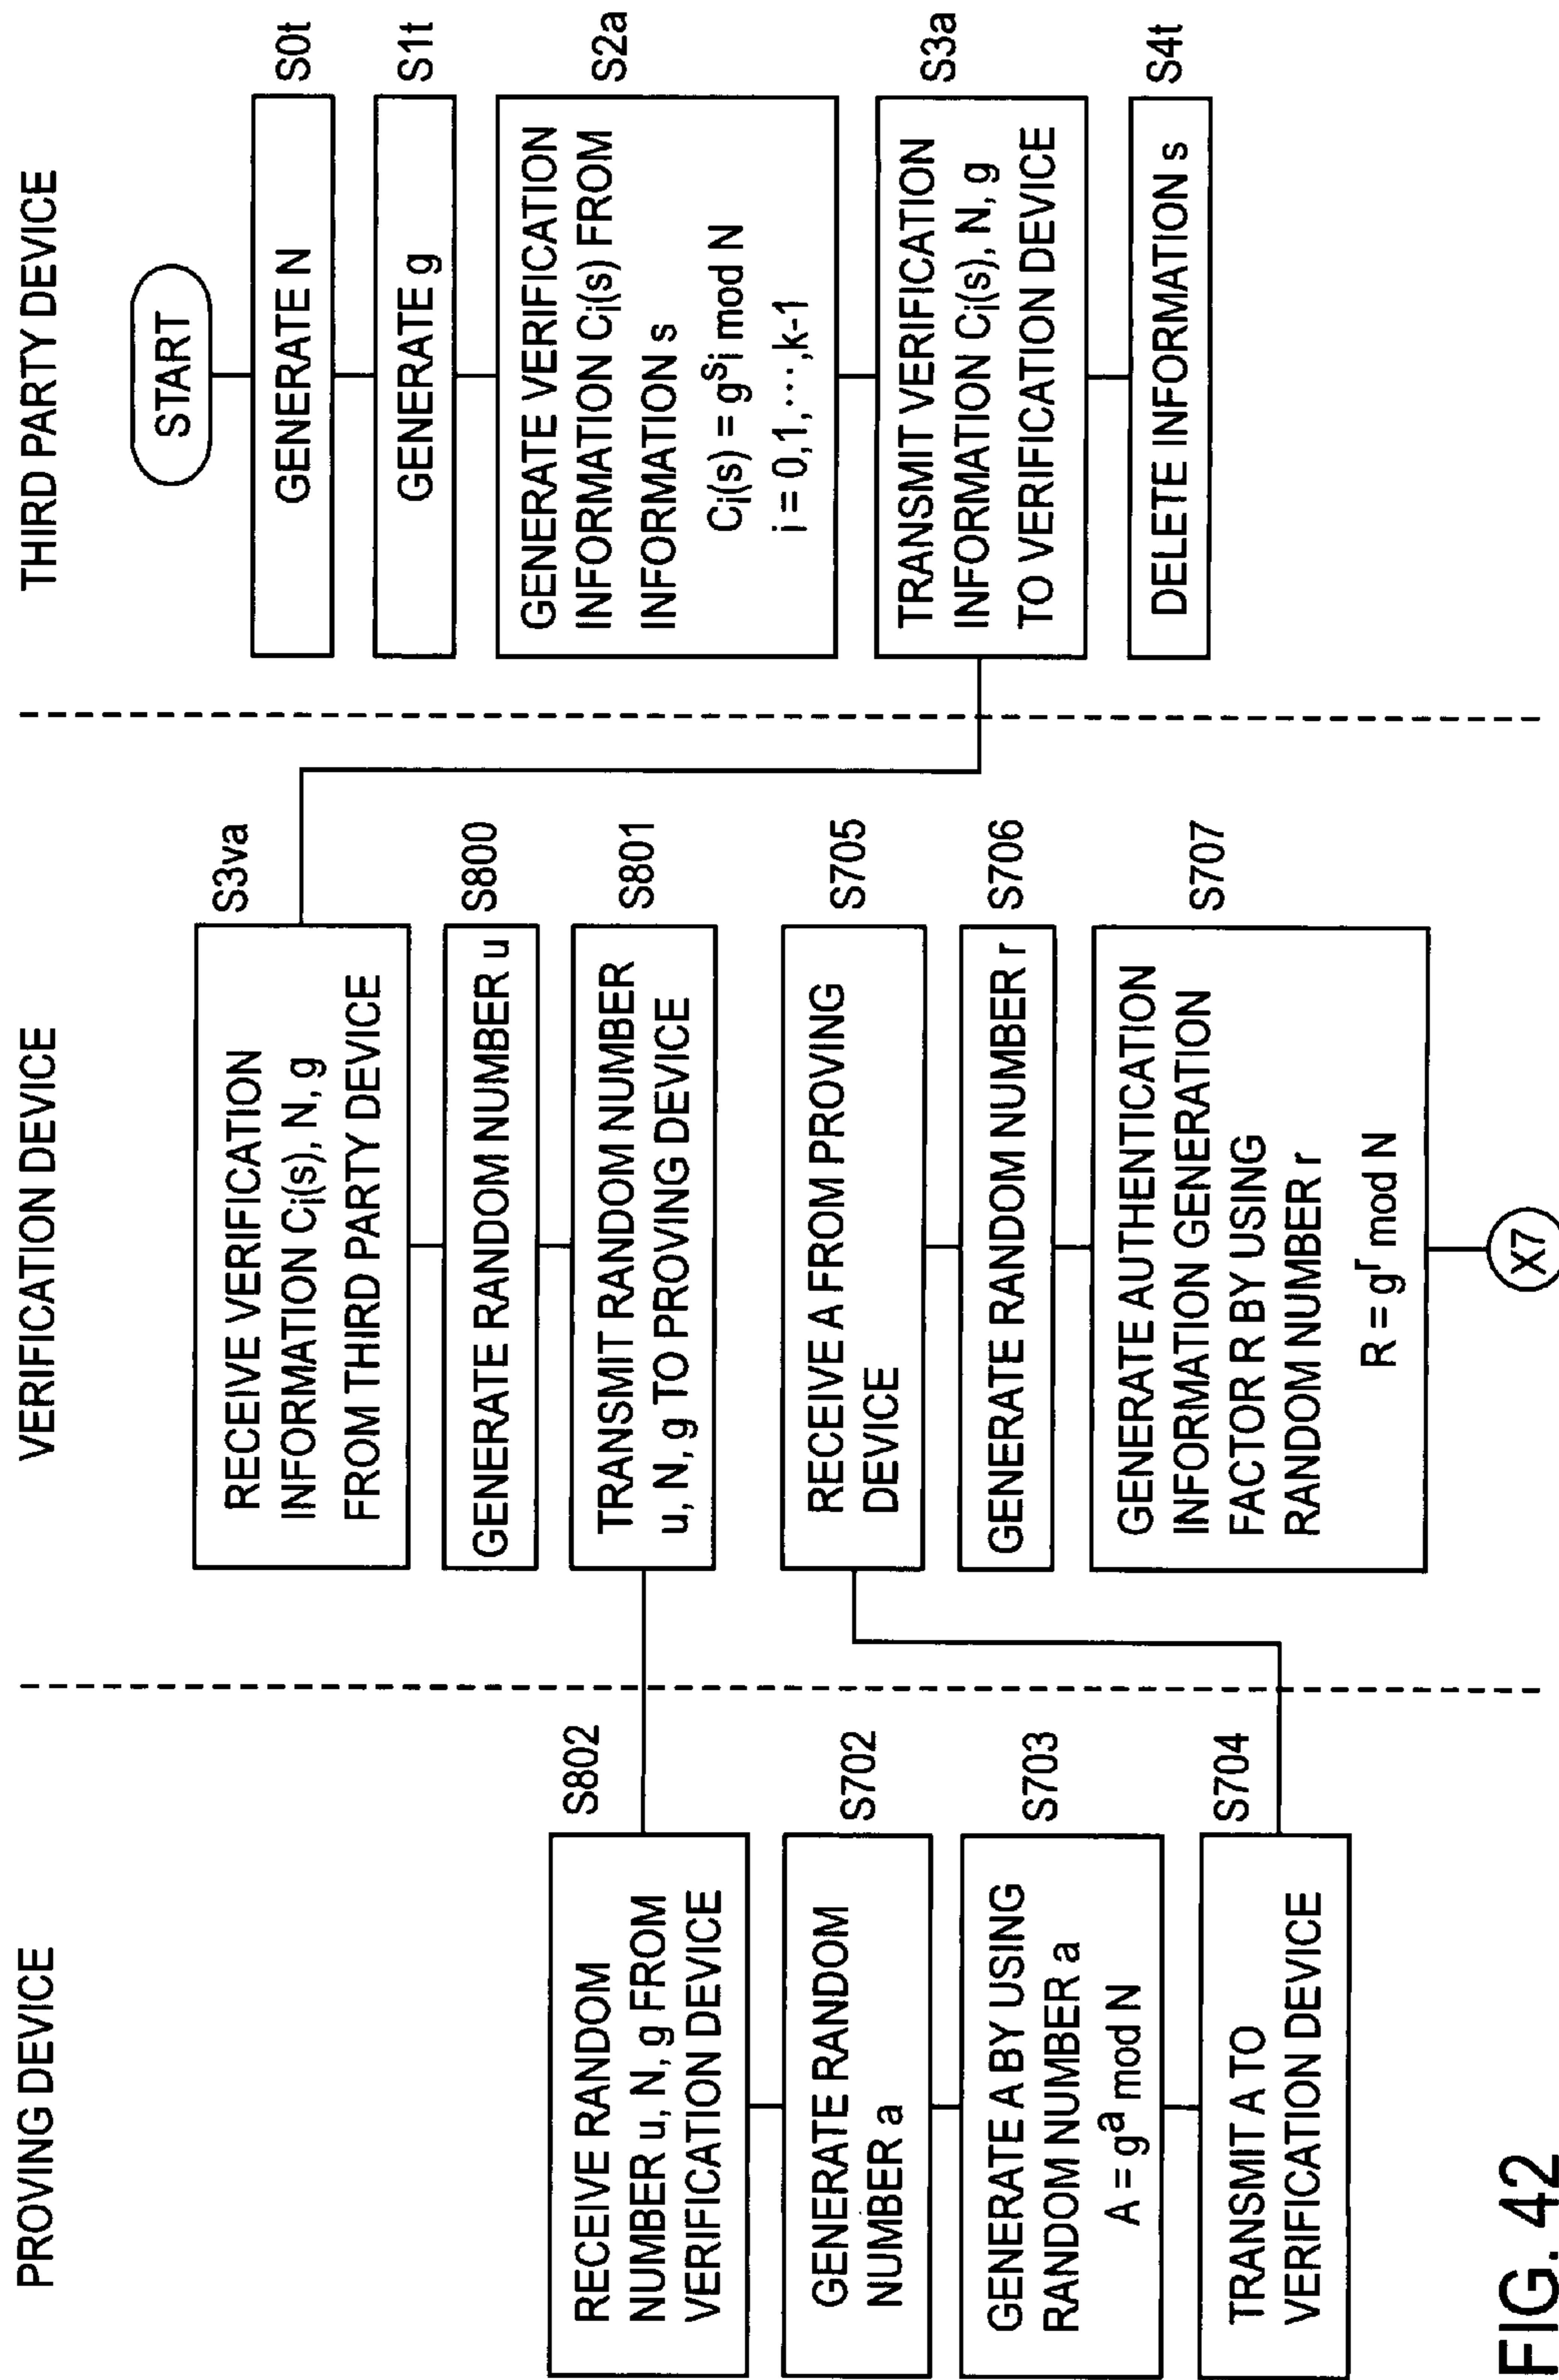 PROVING DEVICE
S802
RECEIVE RANDOM
NUMBER u, N, g FROM
VERIFICATION DEVICE
S702
GENERATE RANDOM
NUMBER a
S703
GENERATE A BY USING
RANDOM NUMBER a
A = g^a mod N
S704
TRANSMIT A TO
VERIFICATION DEVICE
VERIFICATION DEVICE
S3va
RECEIVE VERIFICATION
INFORMATION Ci(s), N, g
FROM THIRD PARTY DEVICE
S800
GENERATE RANDOM NUMBER u
S801
TRANSMIT RANDOM NUMBER
u, N, g TO PROVING DEVICE
S705
RECEIVE A FROM PROVING
DEVICE
S706
GENERATE RANDOM NUMBER r
S707
GENERATE AUTHENTICATION
INFORMATION GENERATION
FACTOR R BY USING
RANDOM NUMBER r
R = g^r mod N
X7
THIRD PARTY DEVICE
START
S0t
GENERATE N
S1t
GENERATE g
S2a
GENERATE VERIFICATION
INFORMATION Ci(s) FROM
INFORMATION s
Ci(s) = g^si mod N
i = 0,1,···,k-1
S3a
TRANSMIT VERIFICATION
INFORMATION Ci(s), N, g
TO VERIFICATION DEVICE
S4t
DELETE INFORMATION s
FIG. 42